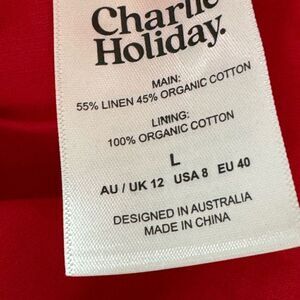 Charlie
Holiday.
MAIN:
55% LINEN 45% ORGANIC COTTON
LINING:
100% ORGANIC COTTON
L
AU / UK 12 USA 8 EU 40
DESIGNED IN AUSTRALIA
MADE IN CHINA